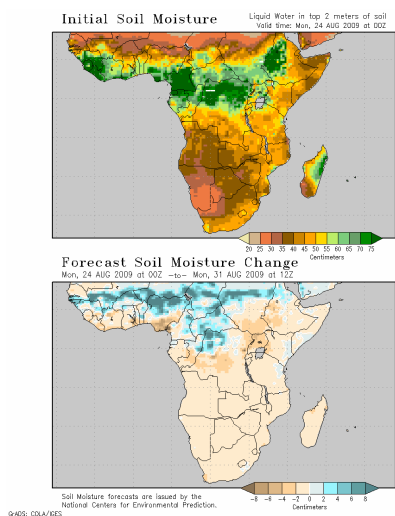 Initial Soil Moisture
Liquid Water in top 2 meters of soil
Valid time: Mon, 24 AUG 2009 at 00Z
20 25 30 35 40 45 50 55 60 65 70 75
Centimeters
Forecast Soil Moisture Change
Mon, 24 AUG 2009 at 00Z -to- Mon, 31 AUG 2009 at 12Z
-8 -6 -4 -2 0 2 4 6 8
Centimeters
Soil Moisture forecasts are issued by the
National Centers for Environmental Prediction.
GrADS: COLA/IGES